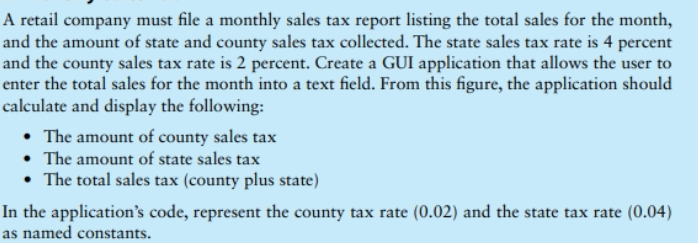 A retail company must file a monthly sales tax report listing the total sales for the month,
and the amount of state and county sales tax collected. The state sales tax rate is 4 percent
and the county sales tax rate is 2 percent. Create a GUI application that allows the user to
enter the total sales for the month into a text field. From this figure, the application should
calculate and display the following:
• The amount of county sales tax
• The amount of state sales tax
• The total sales tax (county plus state)
In the application's code, represent the county tax rate (0.02) and the state tax rate (0.04)
as named constants.